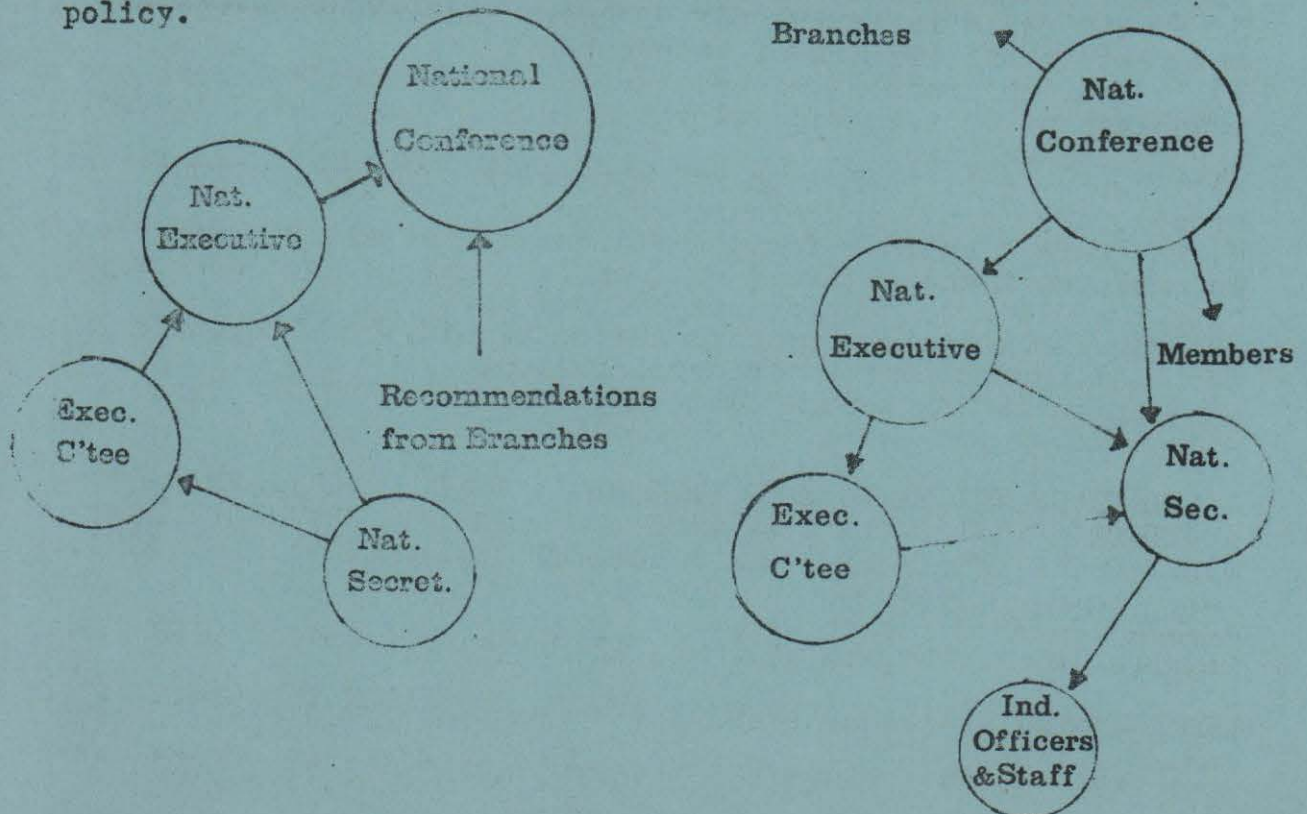 policy.
National
Conference
Nat.
Executive
Exec.
C'tee
Recommendations
from Branches
Nat.
Secret.
Branches
Nat.
Conference
Nat.
Executive
Members
Nat.
Sec.
Exec.
C'tee
Ind.
Officers
&Staff